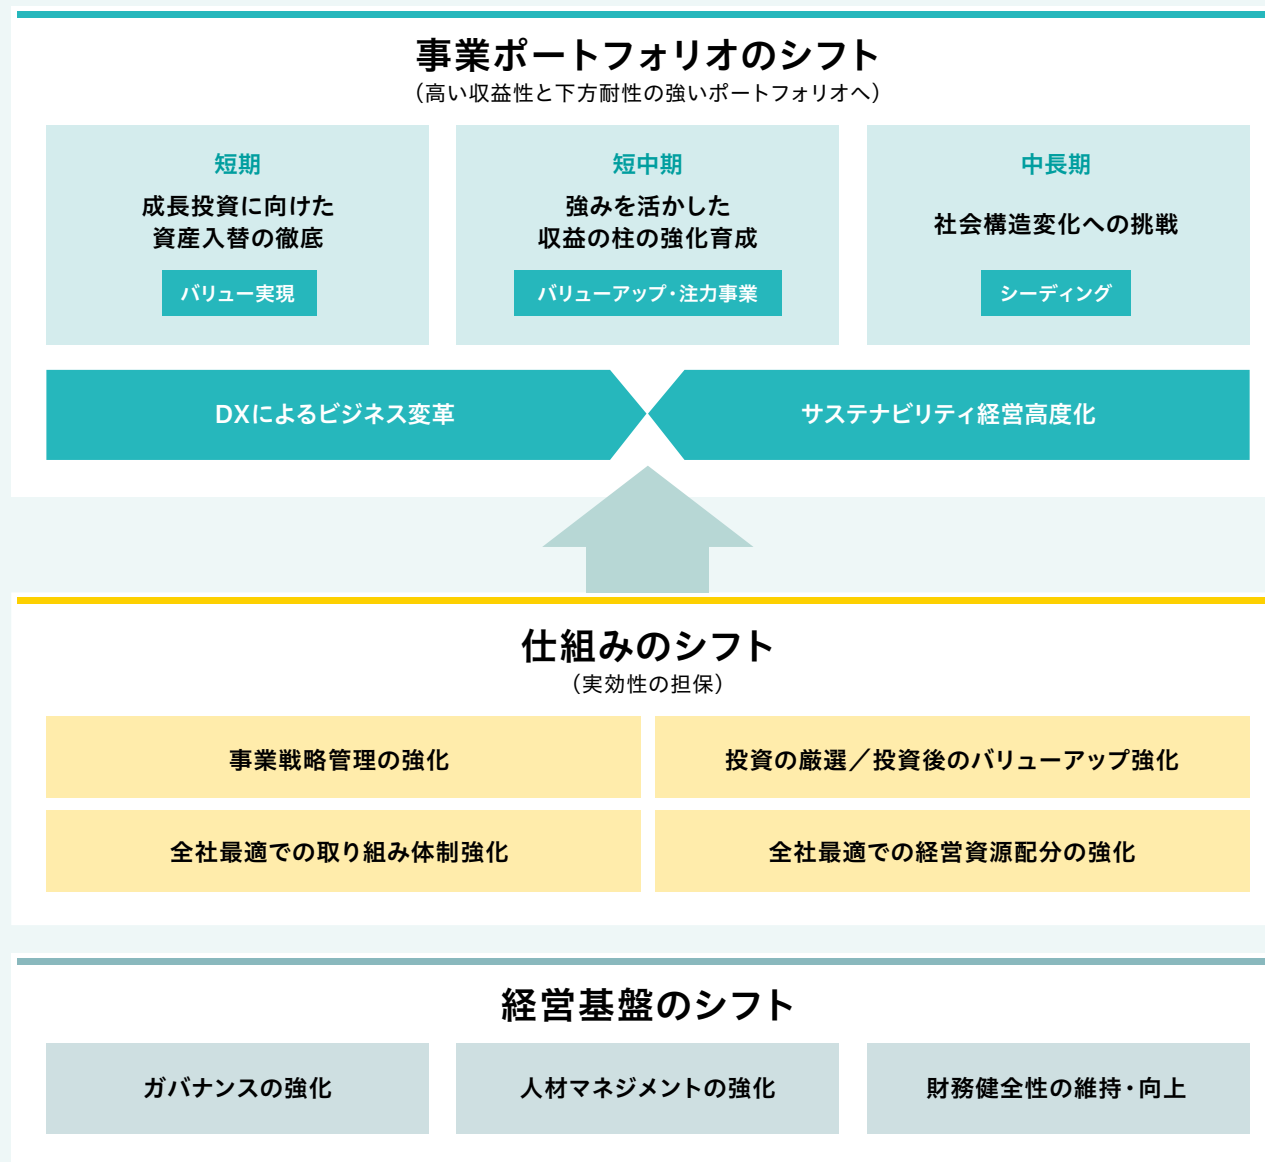 事業ポートフォリオのシフト
（高い収益性と下方耐性の強いポートフォリオへ）
短期
成長投資に向けた
資産入替の徹底
バリュー実現
短中期
強みを活かした
収益の柱の強化育成
バリューアップ・注力事業
中長期
社会構造変化への挑戦
シーディング
DXによるビジネス変革
サステナビリティ経営高度化
仕組みのシフト
（実効性の担保）
事業戦略管理の強化
投資の厳選／投資後のバリューアップ強化
全社最適での取り組み体制強化
全社最適での経営資源配分の強化
経営基盤のシフト
ガバナンスの強化
人材マネジメントの強化
財務健全性の維持・向上